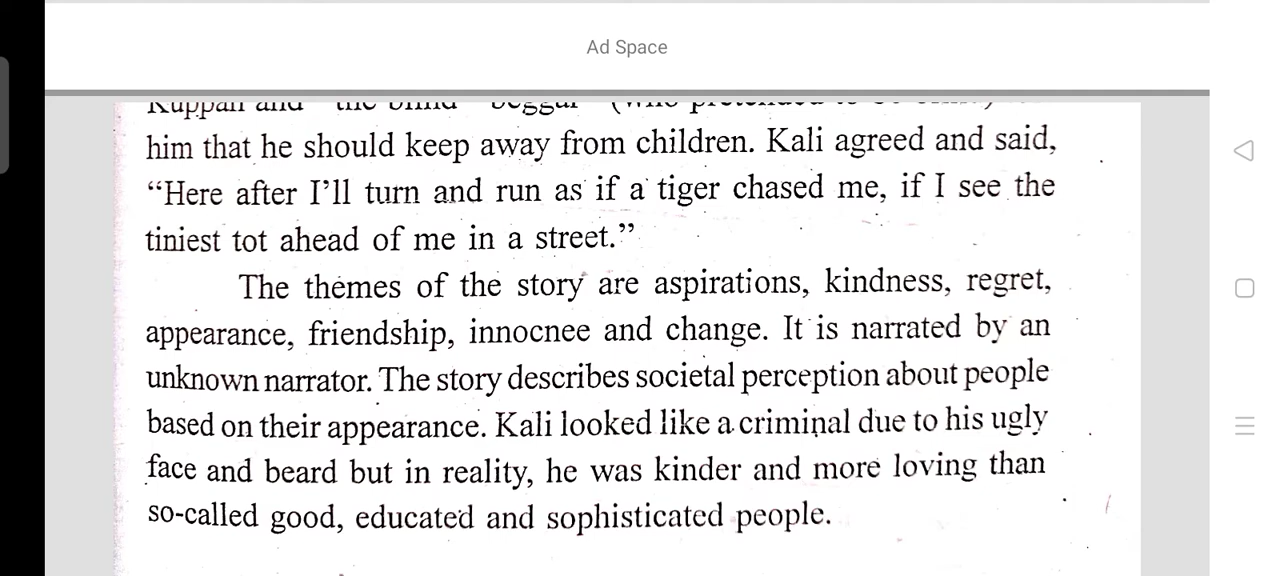 Ad Space
him that he should keep away from children. Kali agreed and said,
“Here after I’ll turn and run as if a tiger chased me, if I see the
tiniest tot ahead of me in a street.”
The themes of the story are aspirations, kindness, regret,
appearance, friendship, innocnee and change. It is narrated by an
unknown narrator. The story describes societal perception about people
based on their appearance. Kali looked like a criminal due to his ugly
face and beard but in reality, he was kinder and more loving than
so-called good, educated and sophisticated people.